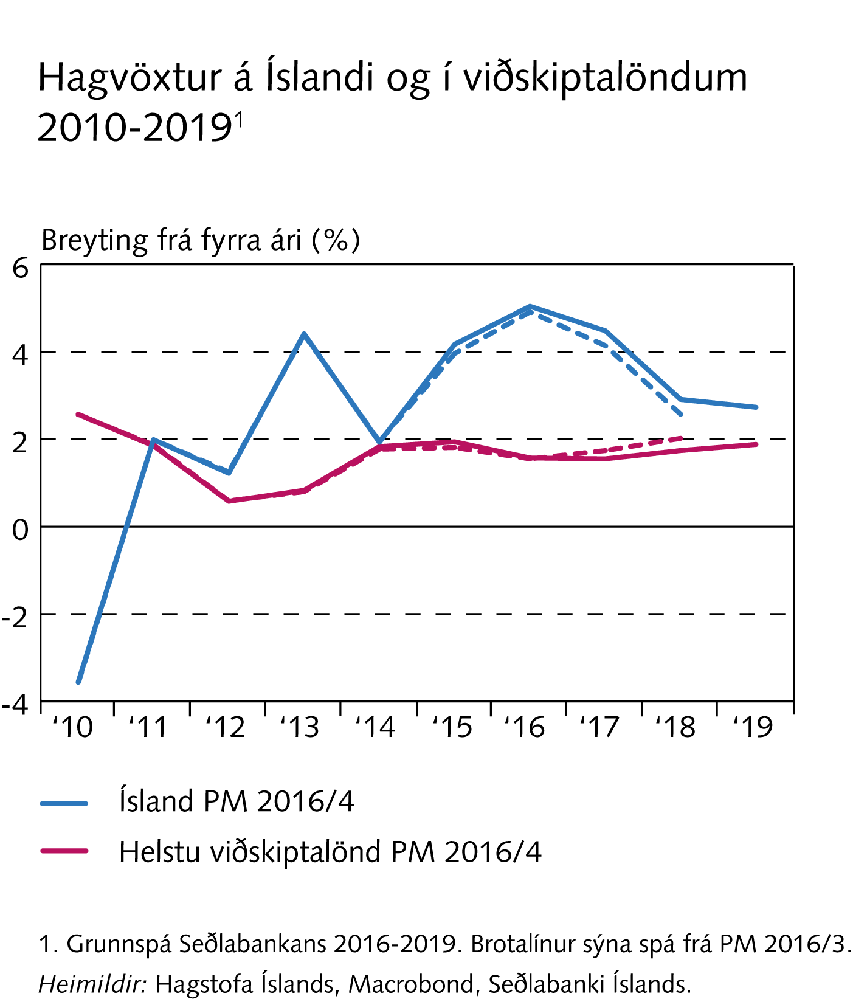 Hagvöxtur á Íslandi og í viðskiptalöndum
2010-2019¹
Breyting frá fyrra ári (%)
6
4
2
0
-2
-4
‘10 ‘11 ‘12 ‘13 ‘14 ‘15 ‘16 ‘17 ‘18 ‘19
Ísland PM 2016/4
Helstu viðskiptalönd PM 2016/4
1. Grunnspá Seðlabankans 2016-2019. Brotalínur sýna spá frá PM 2016/3.
Heimildir: Hagstofa Íslands, Macrobond, Seðlabanki Íslands.